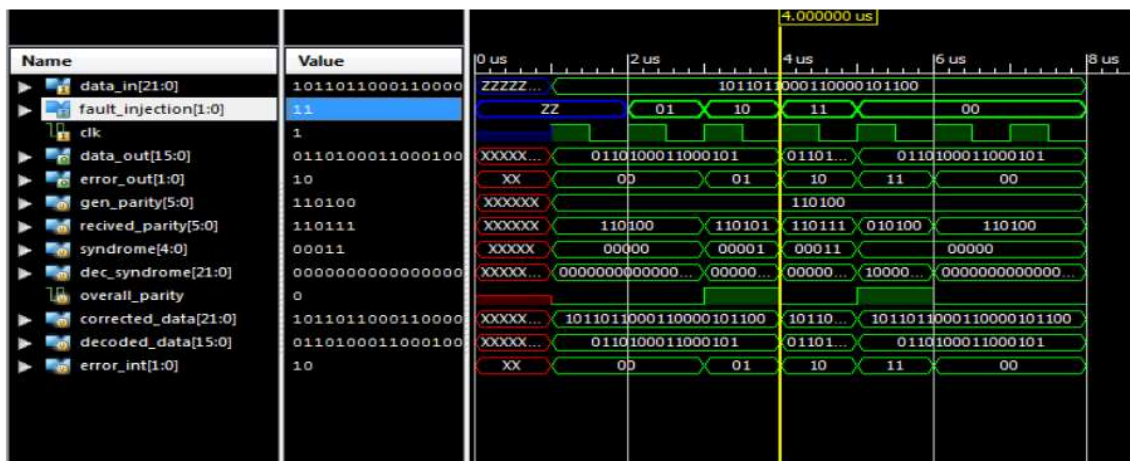 4.000000 us
Name Value 0 us 2 us 4 us 6 us 8 us
data_in[21:0] 1011011000110000 ZZZZZ... 1011011000110000101100
fault_injection[1:0] 11 ZZ 01 10 11 00
clk 1
data_out[15:0] 0110100011000100 XXXXX... 0110100011000101 01101... 0110100011000101
error_out[1:0] 10 XX 00 01 10 11 00
gen_parity[5:0] 110100 XXXXXX 110100
recived_parity[5:0] 110111 XXXXXX 110100 110101 110111 010100 110100
syndrome[4:0] 00011 XXXXX 00000 00001 00011 00000
dec_syndrome[21:0] 0000000000000000 XXXXX... 0000000000000... 00000... 00000... 10000... 0000000000000...
overall_parity 0
corrected_data[21:0] 1011011000110000 XXXXX... 1011011000110000101100 10110... 1011011000110000101100
decoded_data[15:0] 0110100011000100 XXXXX... 0110100011000101 01101... 0110100011000101
error_int[1:0] 10 XX 00 01 10 11 00